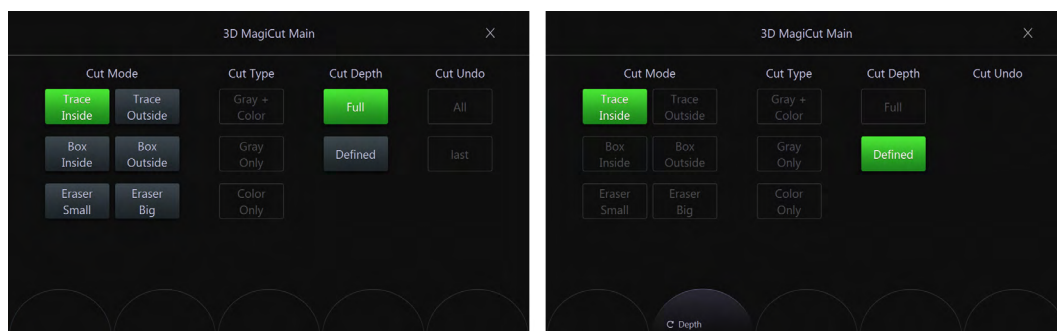 3D MagiCut Main X
Cut Mode Cut Type Cut Depth Cut Undo
Trace Inside Trace Outside Gray + Color Full All
Box Inside Box Outside Gray Only Defined last
Eraser Small Eraser Big Color Only
3D MagiCut Main X
Cut Mode Cut Type Cut Depth Cut Undo
Trace Inside Trace Outside Gray + Color Full
Box Inside Box Outside Gray Only Defined
Eraser Small Eraser Big Color Only
Depth